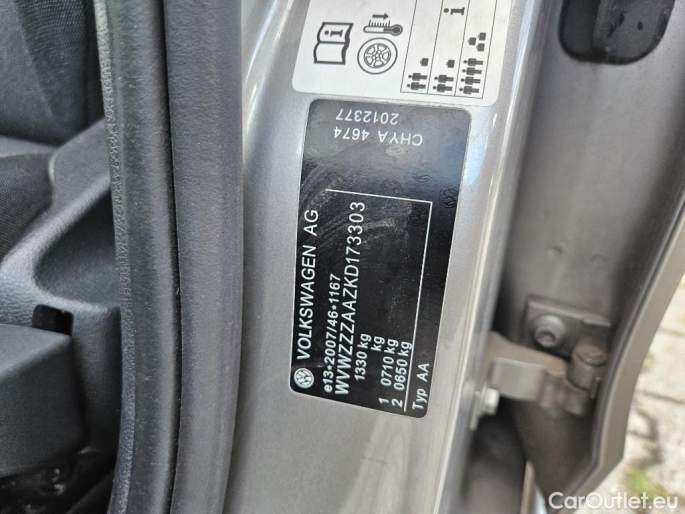 VOLKSWAGEN AG
e13*2007/46*1167
WVWZZZAAZKD173303
1330 kg
kg
1 0710 kg
2 0650 kg
Typ AA
CHYA 4674
2012377
CarOutlet.eu